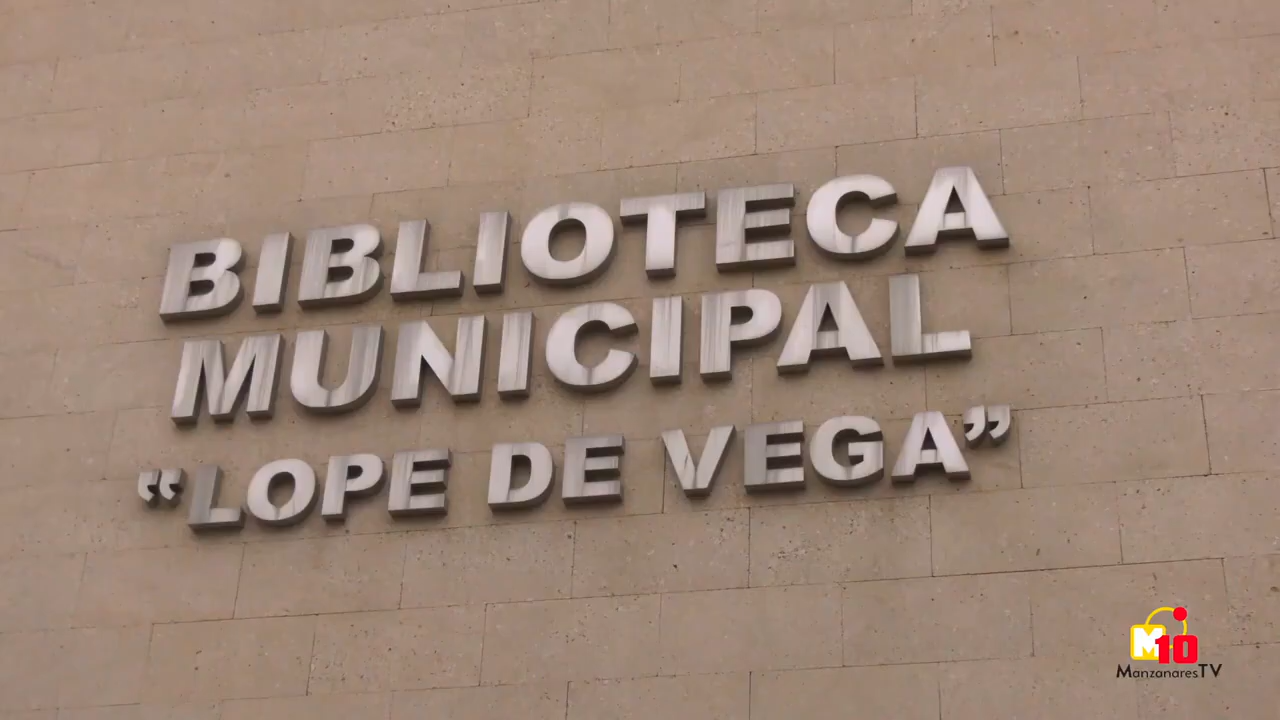 BIBLIOTECA
MUNICIPAL
“LOPE DE VEGA”
M10
ManzanaresTV